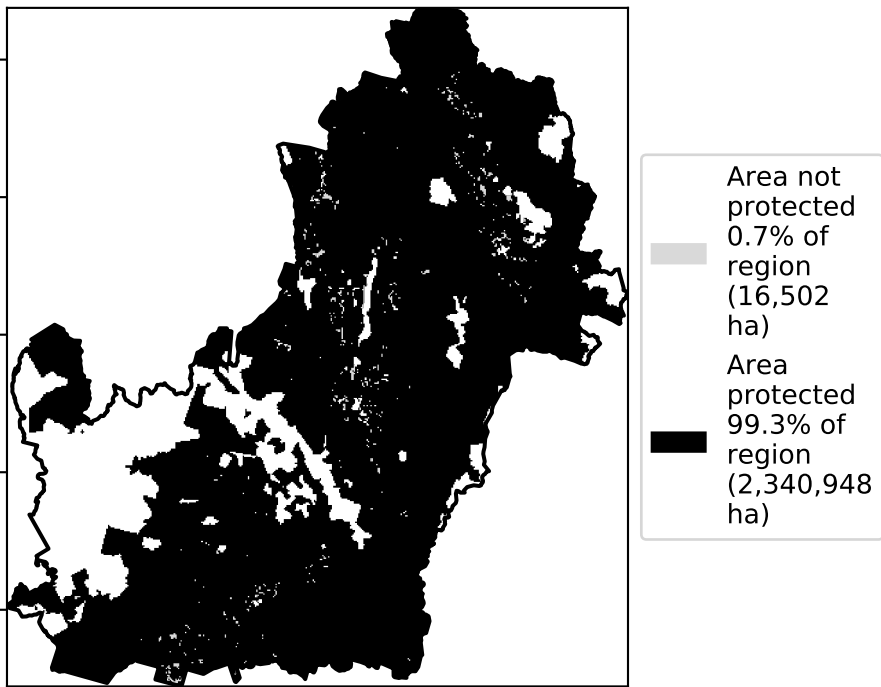 Area not
protected
0.7% of
region
(16,502
ha)
Area
protected
99.3% of
region
(2,340,948
ha)